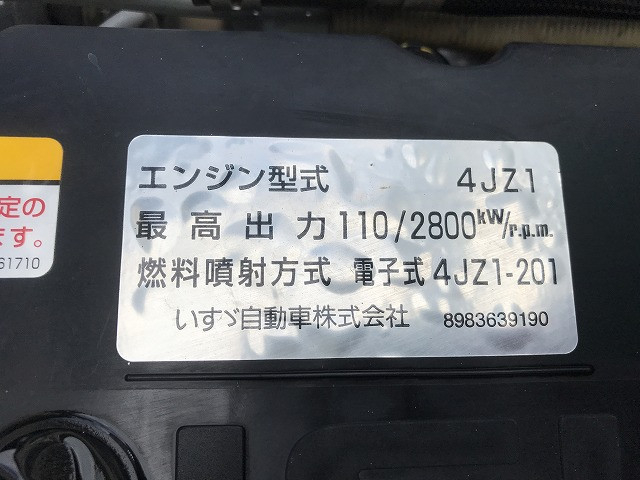 エンジン型式 4JZ1
最高出力 110/2800kW/r.p.m.
燃料噴射方式 電子式 4JZ1-201
いすゞ自動車株式会社 8983639190
定の
ます。
61710